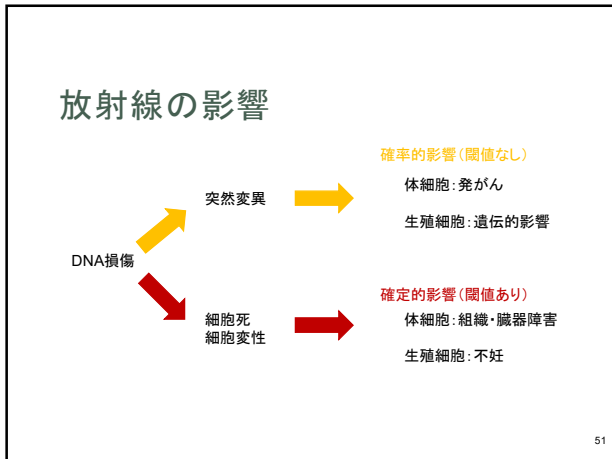 放射線の影響
確率的影響(閾値なし)
体細胞:発がん
突然変異
生殖細胞:遺伝的影響
DNA損傷
確定的影響(閾値あり)
細胞死
体細胞:組織・臓器障害
細胞変性
生殖細胞:不妊
51